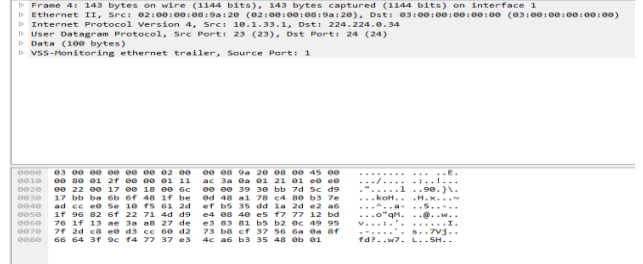 Frame 4: 143 bytes on wire (1144 bits), 143 bytes captured (1144 bits) on interface 1
Ethernet II, Src: 02:00:00:08:9a:20 (02:00:00:08:9a:20), Dst: 03:00:00:00:00:00 (03:00:00:00:00:00)
Internet Protocol Version 4, Src: 10.1.33.1, Dst: 224.224.0.34
User Datagram Protocol, Src Port: 23 (23), Dst Port: 24 (24)
Data (100 bytes)
VSS-Monitoring ethernet trailer, Source Port: 1
0000 03 00 00 00 00 00 02 00 00 08 9a 20 08 00 45 00 ........ ... ..E.
0010 00 80 01 2f 00 00 01 11 ac 3a 0a 01 21 01 e0 e0 .../.... .:..!...
0020 00 22 00 17 00 18 00 6c 00 00 39 30 bb 7d 5c d9 .".....l ..90.}\.
0030 17 bb ba 6b 6f 48 1f be 0d 48 a1 78 c4 80 b3 7e ...koH.. .H.x...~
0040 ad cc e0 5e 10 f5 61 2d ef b5 35 dd 1a 2d e2 a6 ...^..a- ..5..-..
0050 1f 96 82 6f 22 71 4d d9 e4 08 40 e5 f7 77 12 bd ...o"qM. ..@..w..
0060 76 1f 13 ae 3a a8 27 de e3 83 81 b5 b2 0c 49 95 v...:.'. ......I.
0070 7f 2d c8 e0 d3 cc 60 d2 73 b8 cf 37 56 6a 0a 8f .-....`. s..7Vj..
0080 66 64 3f 9c f4 77 37 e3 4c a6 b3 35 48 0b 01 fd?..w7. L..5H..